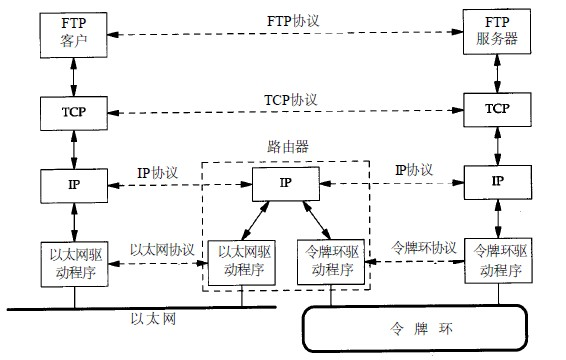 FTP
客户
FTP协议
FTP
服务器
TCP
TCP协议
TCP
路由器
IP
IP协议
IP
IP协议
IP
以太网驱
动程序
以太网协议
以太网驱
动程序
令牌环驱
动程序
令牌环协议
令牌环驱
动程序
以太网
令牌环